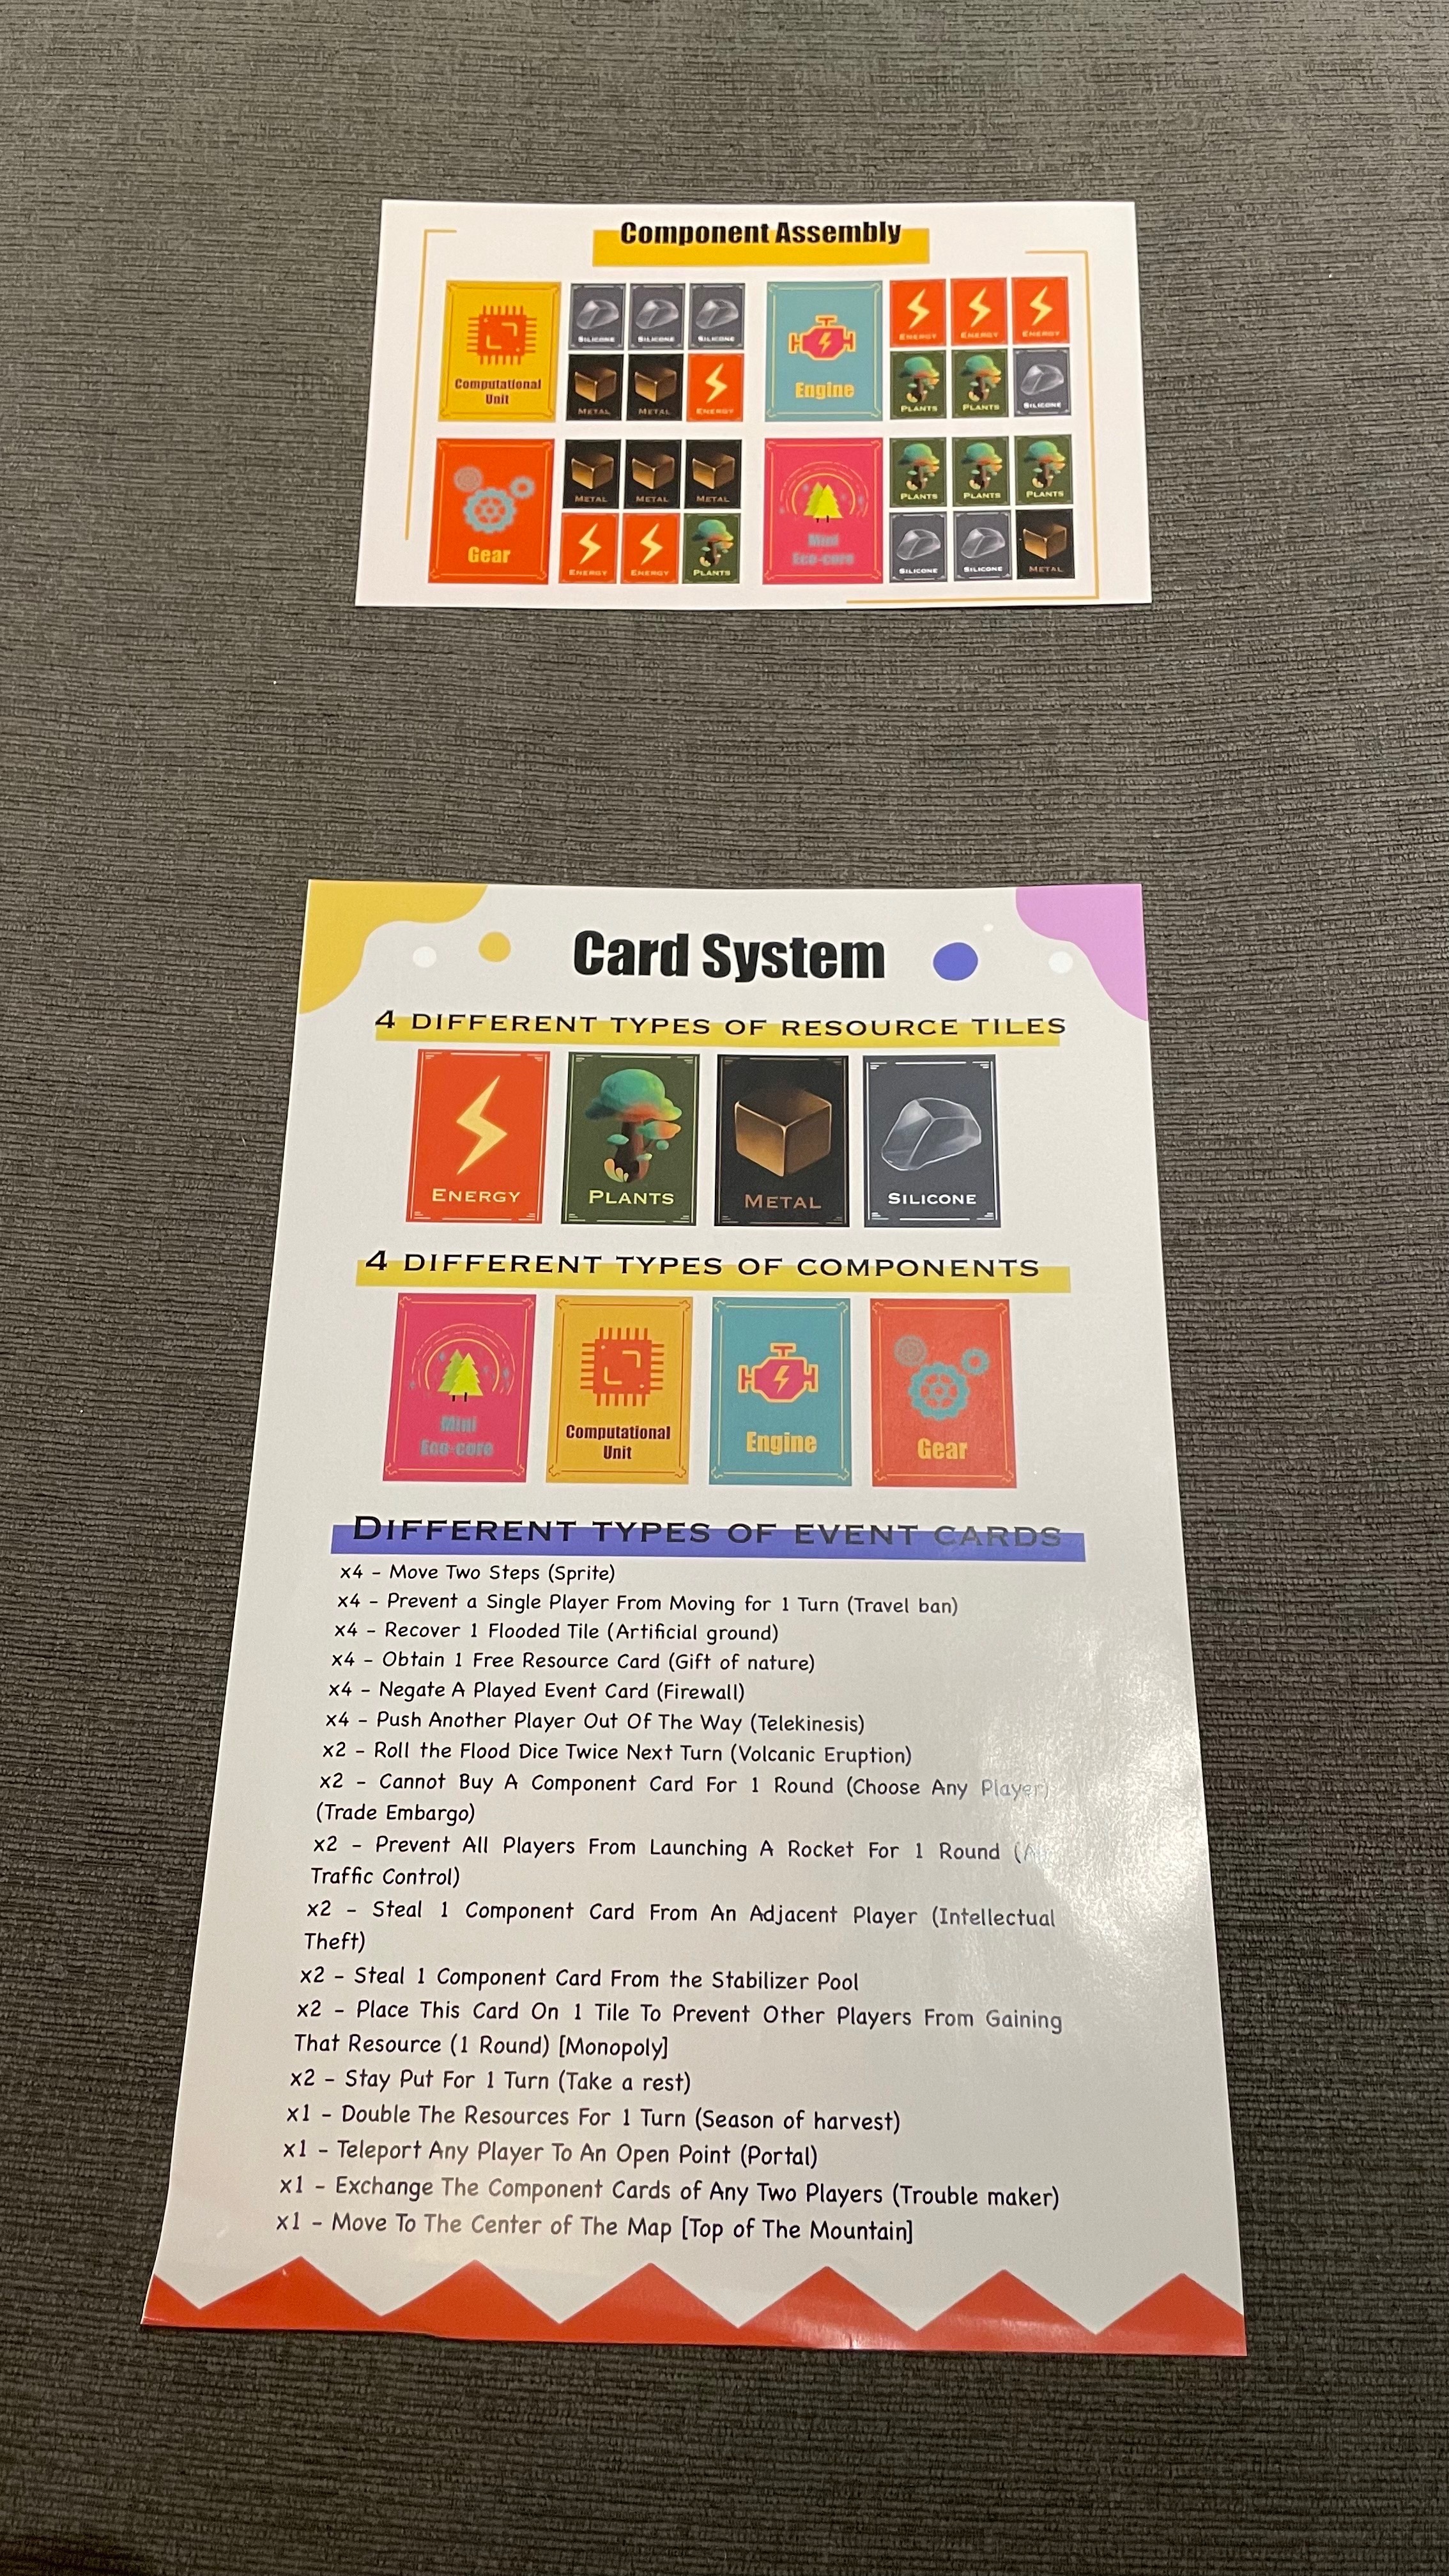 Component Assembly
SILICONE SILICONE SILICONE
ENERGY ENERGY ENERGY
Computational
Unit
METAL METAL ENERGY
Engine
PLANTS PLANTS SILICONE
METAL METAL METAL
PLANTS PLANTS PLANTS
Gear
ENERGY ENERGY PLANTS
Mini
Eco-core
SILICONE SILICONE METAL
Card System
4 DIFFERENT TYPES OF RESOURCE TILES
ENERGY PLANTS METAL SILICONE
4 DIFFERENT TYPES OF COMPONENTS
Mini
Eco-core
Computational
Unit
Engine
Gear
DIFFERENT TYPES OF EVENT CARDS
x4 - Move Two Steps (Sprite)
x4 - Prevent a Single Player From Moving for 1 Turn (Travel ban)
x4 - Recover 1 Flooded Tile (Artificial ground)
x4 - Obtain 1 Free Resource Card (Gift of nature)
x4 - Negate A Played Event Card (Firewall)
x4 - Push Another Player Out Of The Way (Telekinesis)
x2 - Roll the Flood Dice Twice Next Turn (Volcanic Eruption)
x2 - Cannot Buy A Component Card For 1 Round (Choose Any Player)
(Trade Embargo)
x2 - Prevent All Players From Launching A Rocket For 1 Round
Traffic Control)
x2 - Steal 1 Component Card From An Adjacent Player (Intellectual
Theft)
x2 - Steal 1 Component Card From the Stabilizer Pool
x2 - Place This Card On 1 Tile To Prevent Other Players From Gaining
That Resource (1 Round) [Monopoly]
x2 - Stay Put For 1 Turn (Take a rest)
x1 - Double The Resources For 1 Turn (Season of harvest)
x1 - Teleport Any Player To An Open Point (Portal)
x1 - Exchange The Component Cards of Any Two Players (Trouble maker)
x1 - Move To The Center of The Map [Top of The Mountain]